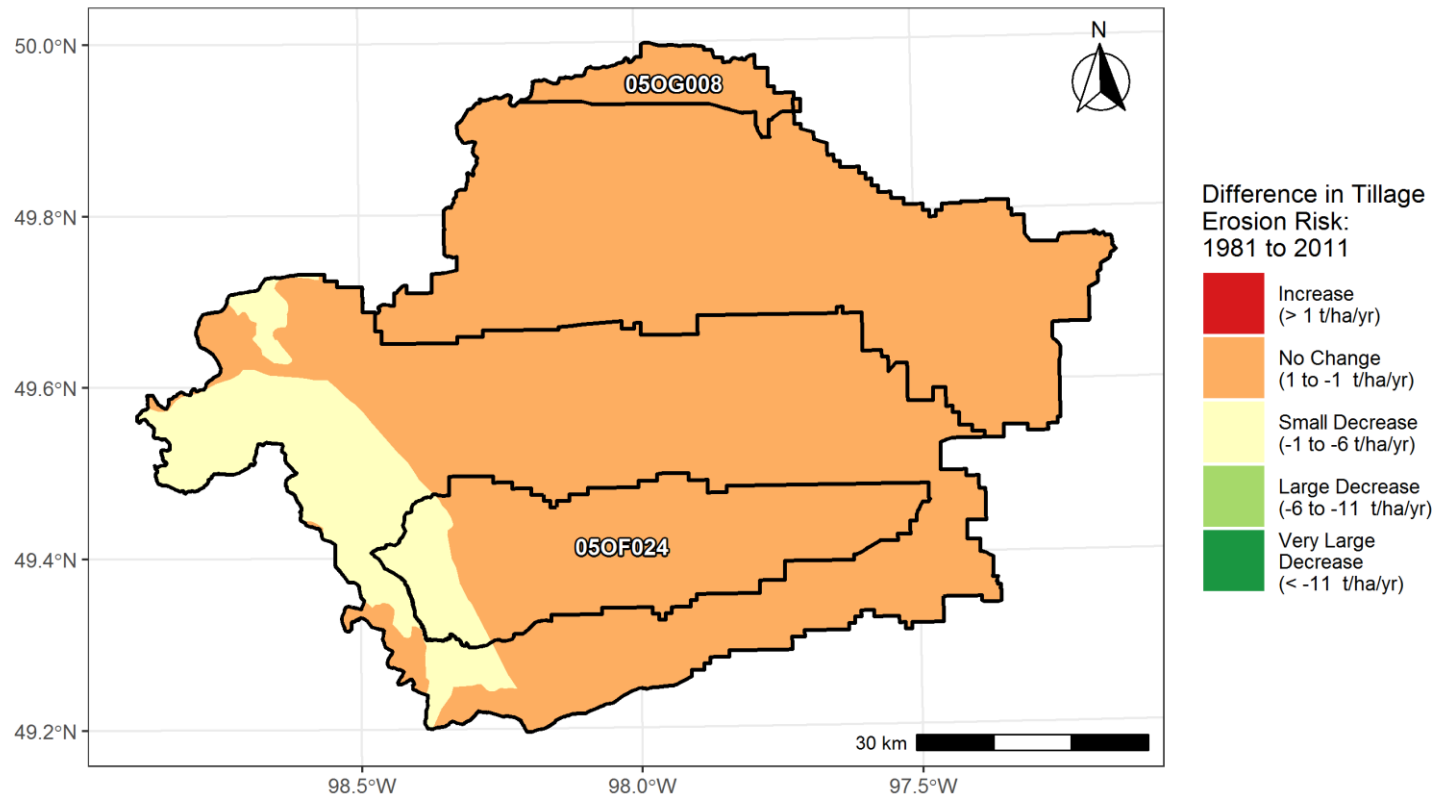 50.0°N
49.8°N
49.6°N
49.4°N
49.2°N
98.5°W
98.0°W
97.5°W
05OG008
05OF024
N
30 km
Difference in Tillage
Erosion Risk:
1981 to 2011
Increase
(> 1 t/ha/yr)
No Change
(1 to -1 t/ha/yr)
Small Decrease
(-1 to -6 t/ha/yr)
Large Decrease
(-6 to -11 t/ha/yr)
Very Large
Decrease
(< -11 t/ha/yr)